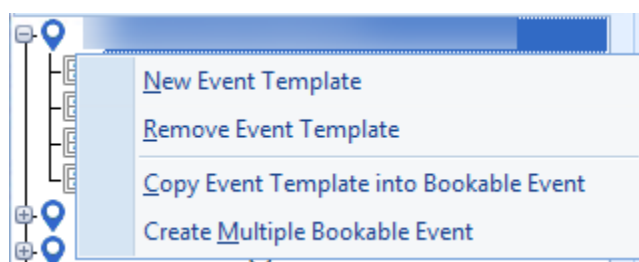 New Event Template
Remove Event Template
Copy Event Template into Bookable Event
Create Multiple Bookable Event